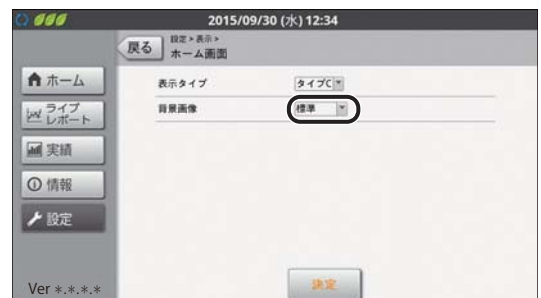 2015/09/30 (水) 12:34
戻る
設定 > 表示 >
ホーム画面
ホーム
ライブ
レポート
実績
情報
設定
表示タイプ
タイプC
背景画像
標準
決定
Ver *.*.*.*